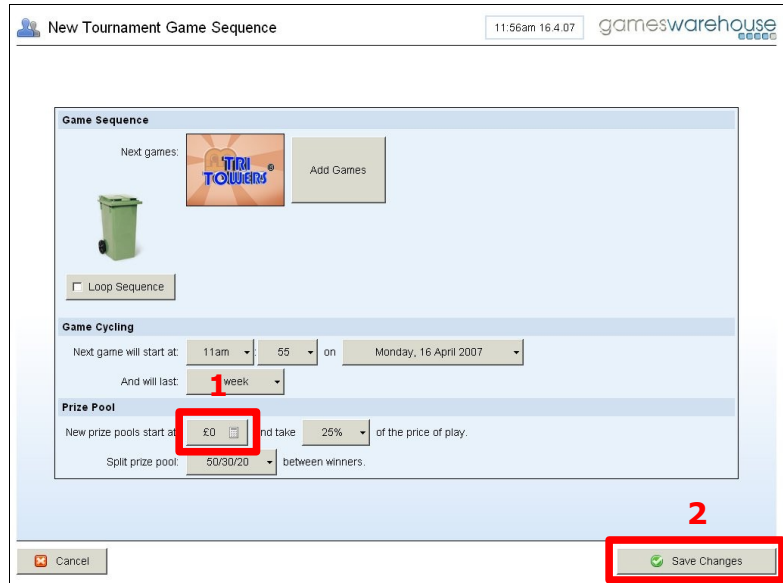 New Tournament Game Sequence 11:56am 16.4.07 gameswarehouse
Game Sequence
Next games: TRI TOWERS ® Add Games
Loop Sequence
Game Cycling
Next game will start at: 11am : 55 on Monday, 16 April 2007
And will last: week
1
Prize Pool
New prize pools start at £0 and take 25% of the price of play.
Split prize pool: 50/30/20 between winners.
2
Cancel Save Changes